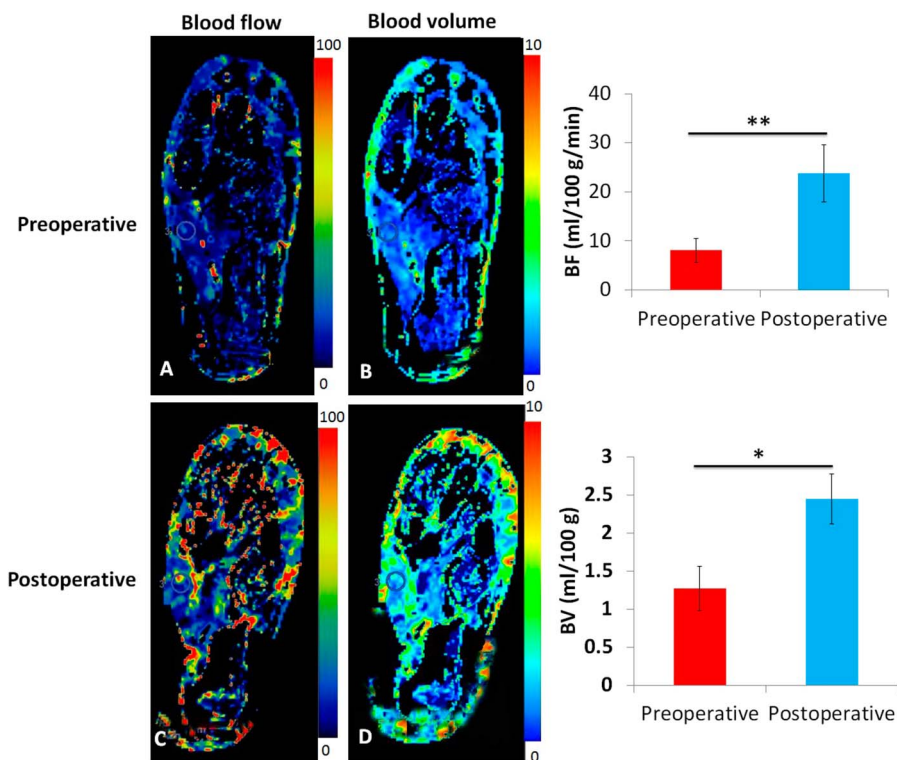 Blood flow
Blood volume
Preoperative
100
0
A
10
0
B
BF (ml/100 g/min)
40
30
20
10
0
**
Preoperative Postoperative
Postoperative
100
0
C
10
0
D
BV (ml/100 g)
3
2.5
2
1.5
1
0.5
0
*
Preoperative Postoperative